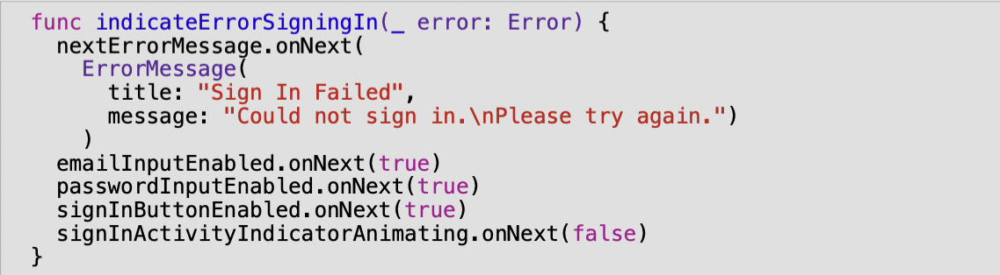 func indicateErrorSigningIn(_ error: Error) {
  nextErrorMessage.onNext(
    ErrorMessage(
      title: "Sign In Failed",
      message: "Could not sign in.\nPlease try again.")
    )
  emailInputEnabled.onNext(true)
  passwordInputEnabled.onNext(true)
  signInButtonEnabled.onNext(true)
  signInActivityIndicatorAnimating.onNext(false)
}